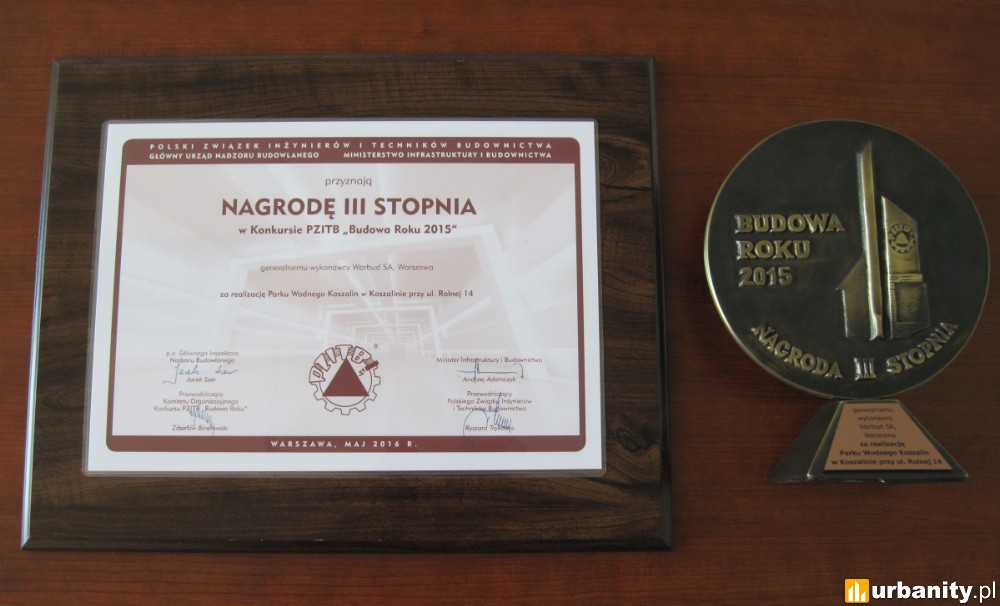 POLSKI ZWIĄZEK INŻYNIERÓW I TECHNIKÓW BUDOWNICTWA
GŁÓWNY URZĄD NADZORU BUDOWLANEGO MINISTERSTWO INFRASTRUKTURY I BUDOWNICTWA
przyznają
NAGRODĘ III STOPNIA
w Konkursie PZITB „Budowa Roku 2015”
generalnemu wykonawcy Warbud SA, Warszawa
za realizację Parku Wodnego Koszalin w Koszalinie przy ul. Rolnej 14
p.o. Głównego Inspektora
Nadzoru Budowlanego
Jacek Szer
Przewodniczący
Komitetu Organizacyjnego
Konkursu PZITB „Budowa Roku”
Zbigniew
PZITB
®
Minister Infrastruktury i Budownictwa
Andrzej Adamczyk
Przewodniczący
Polskiego Związku Inżynierów
i Techników Budownictwa
Ryszard
WARSZAWA, MAJ 2016 R.
BUDOWA
ROKU
2015
NAGRODA III STOPNIA
generalnemu
wykonawcy
Warbud SA,
Warszawa
za realizację
Parku Wodnego Koszalin
w Koszalinie przy ul. Rolnej 14
urbanity.pl